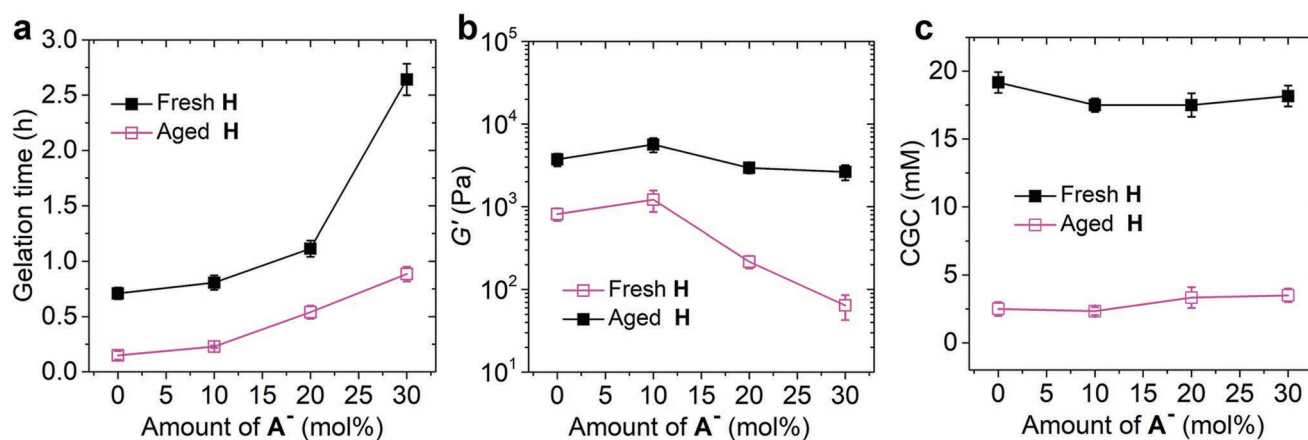 a
3.0
2.5
2.0
1.5
1.0
0.5
0.0
Gelation time (h)
Fresh H
Aged H
0 5 10 15 20 25 30
Amount of A⁻ (mol%)
b
10⁵
10⁴
10³
10²
10¹
G' (Pa)
Fresh H
Aged H
0 5 10 15 20 25 30
Amount of A⁻ (mol%)
c
20
15
10
5
0
CGC (mM)
Fresh H
Aged H
0 5 10 15 20 25 30
Amount of A⁻ (mol%)